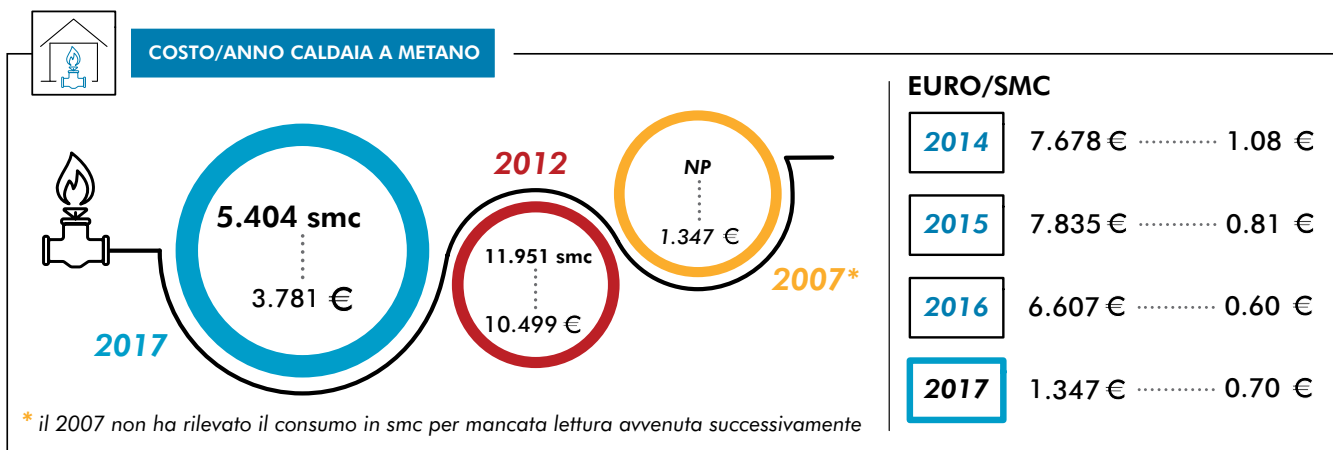 COSTO/ANNO CALDAIA A METANO
5.404 smc
3.781 €
2017
2012
11.951 smc
10.499 €
NP
1.347 €
2007*
* il 2007 non ha rilevato il consumo in smc per mancata lettura avvenuta successivamente
EURO/SMC
2014 7.678 € ............ 1.08 €
2015 7.835 € ............ 0.81 €
2016 6.607 € ............ 0.60 €
2017 1.347 € ............ 0.70 €